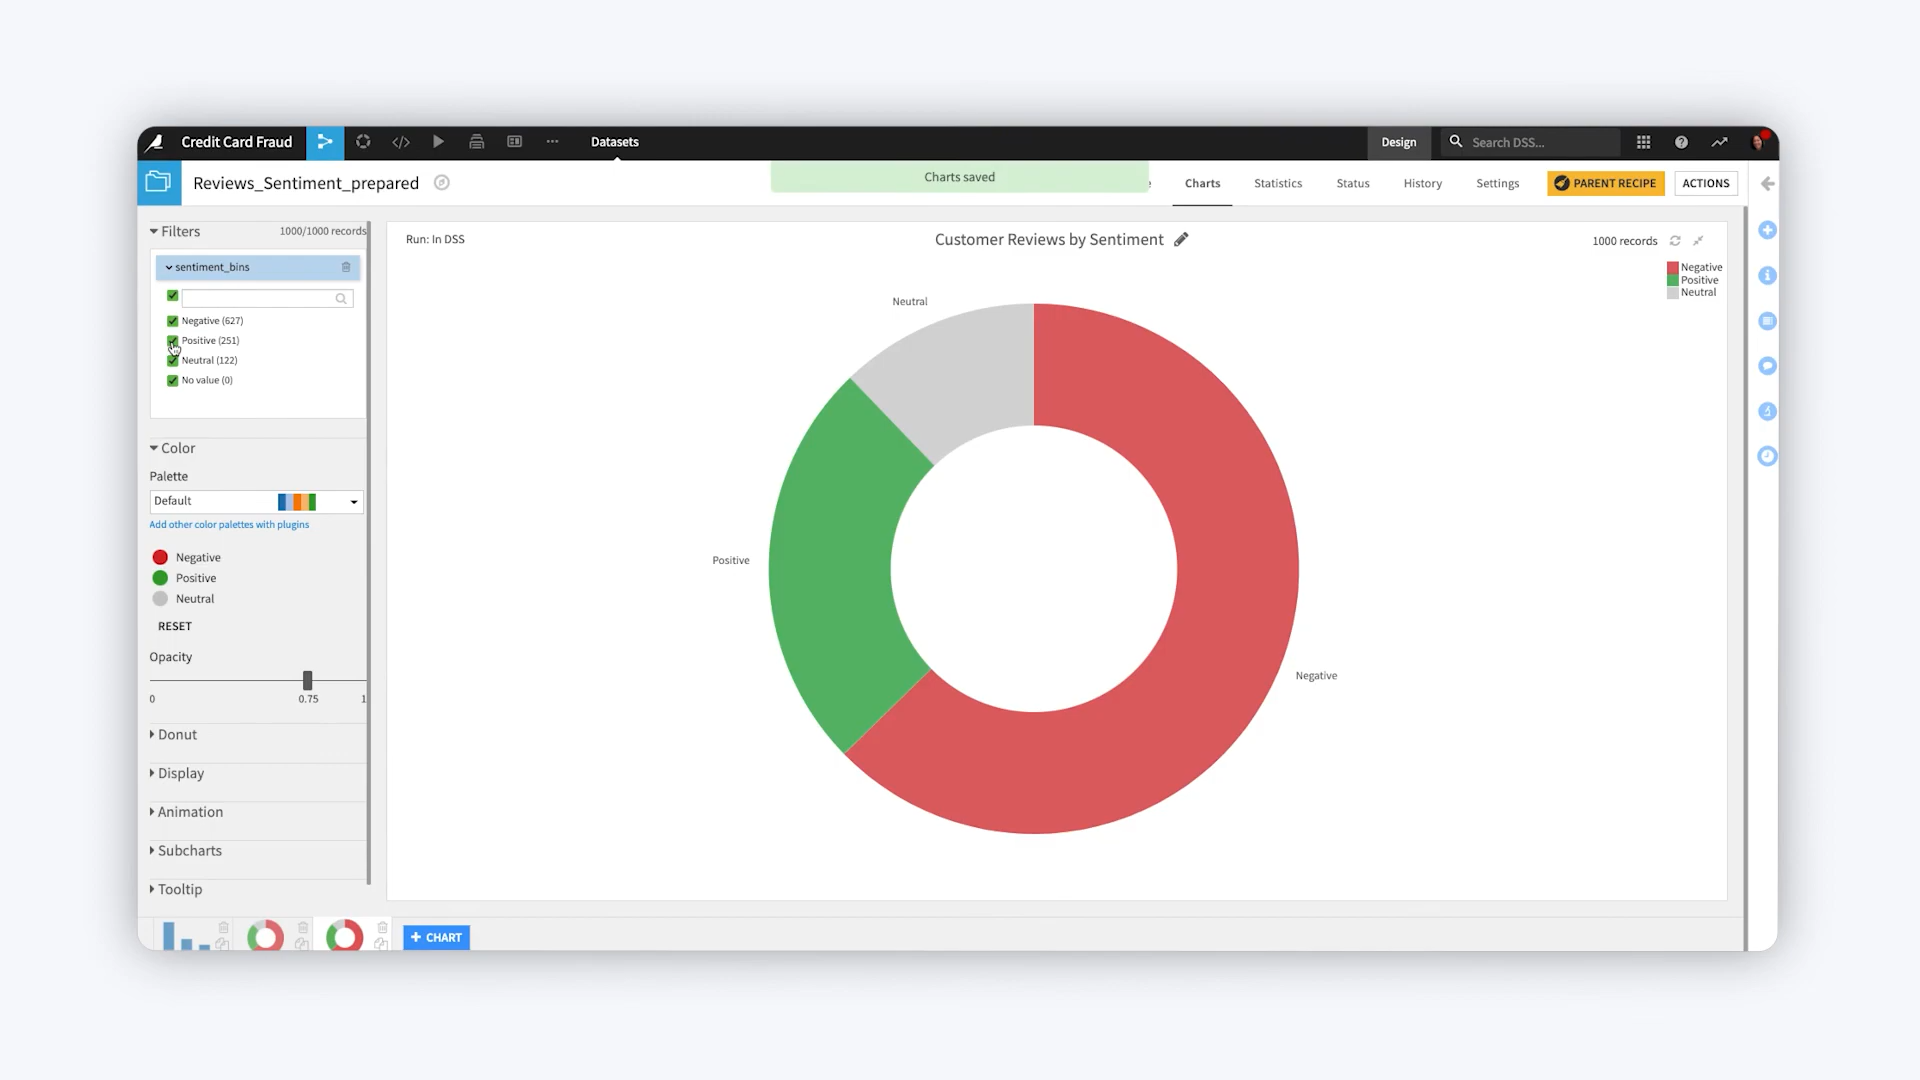 Credit Card Fraud
Datasets
Design
Search DSS...
Reviews_Sentiment_prepared
Charts saved
Charts
Statistics
Status
History
Settings
PARENT RECIPE
ACTIONS
Filters
1000/1000 records
sentiment_bins
Negative (627)
Positive (251)
Neutral (122)
No value (0)
Color
Palette
Default
Add other color palettes with plugins
Negative
Positive
Neutral
RESET
Opacity
0
0.75
1
Donut
Display
Animation
Subcharts
Tooltip
Run: In DSS
Customer Reviews by Sentiment
1000 records
Negative
Positive
Neutral
Neutral
Positive
Negative
+ CHART